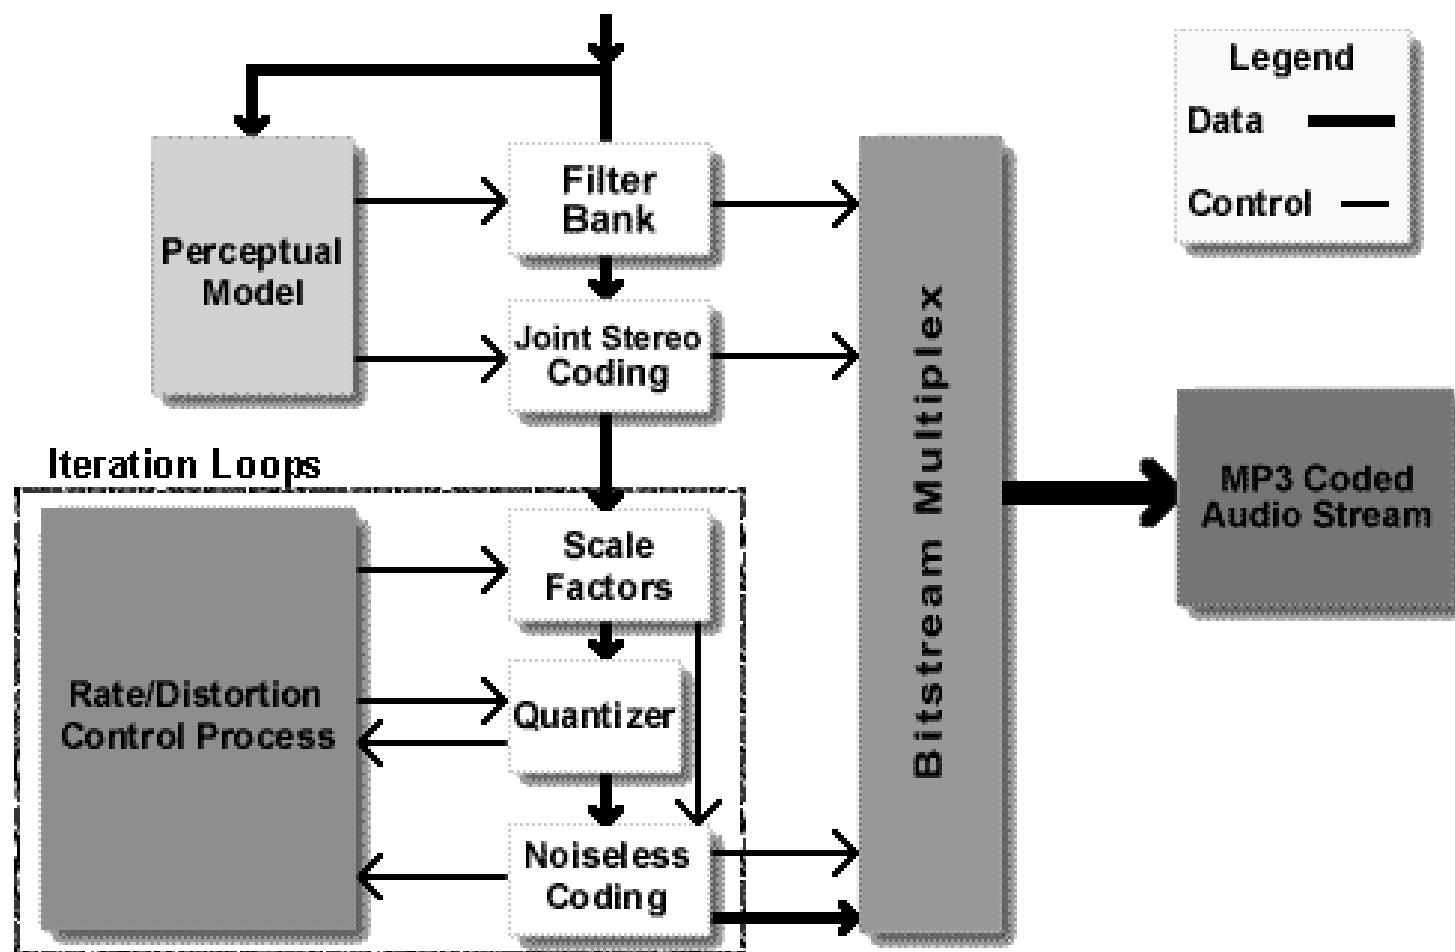 Legend
Data
Control
Filter
Bank
Perceptual
Model
Joint Stereo
Coding
Bitstream Multiplex
MP3 Coded
Audio Stream
Iteration Loops
Scale
Factors
Rate/Distortion
Control Process
Quantizer
Noiseless
Coding